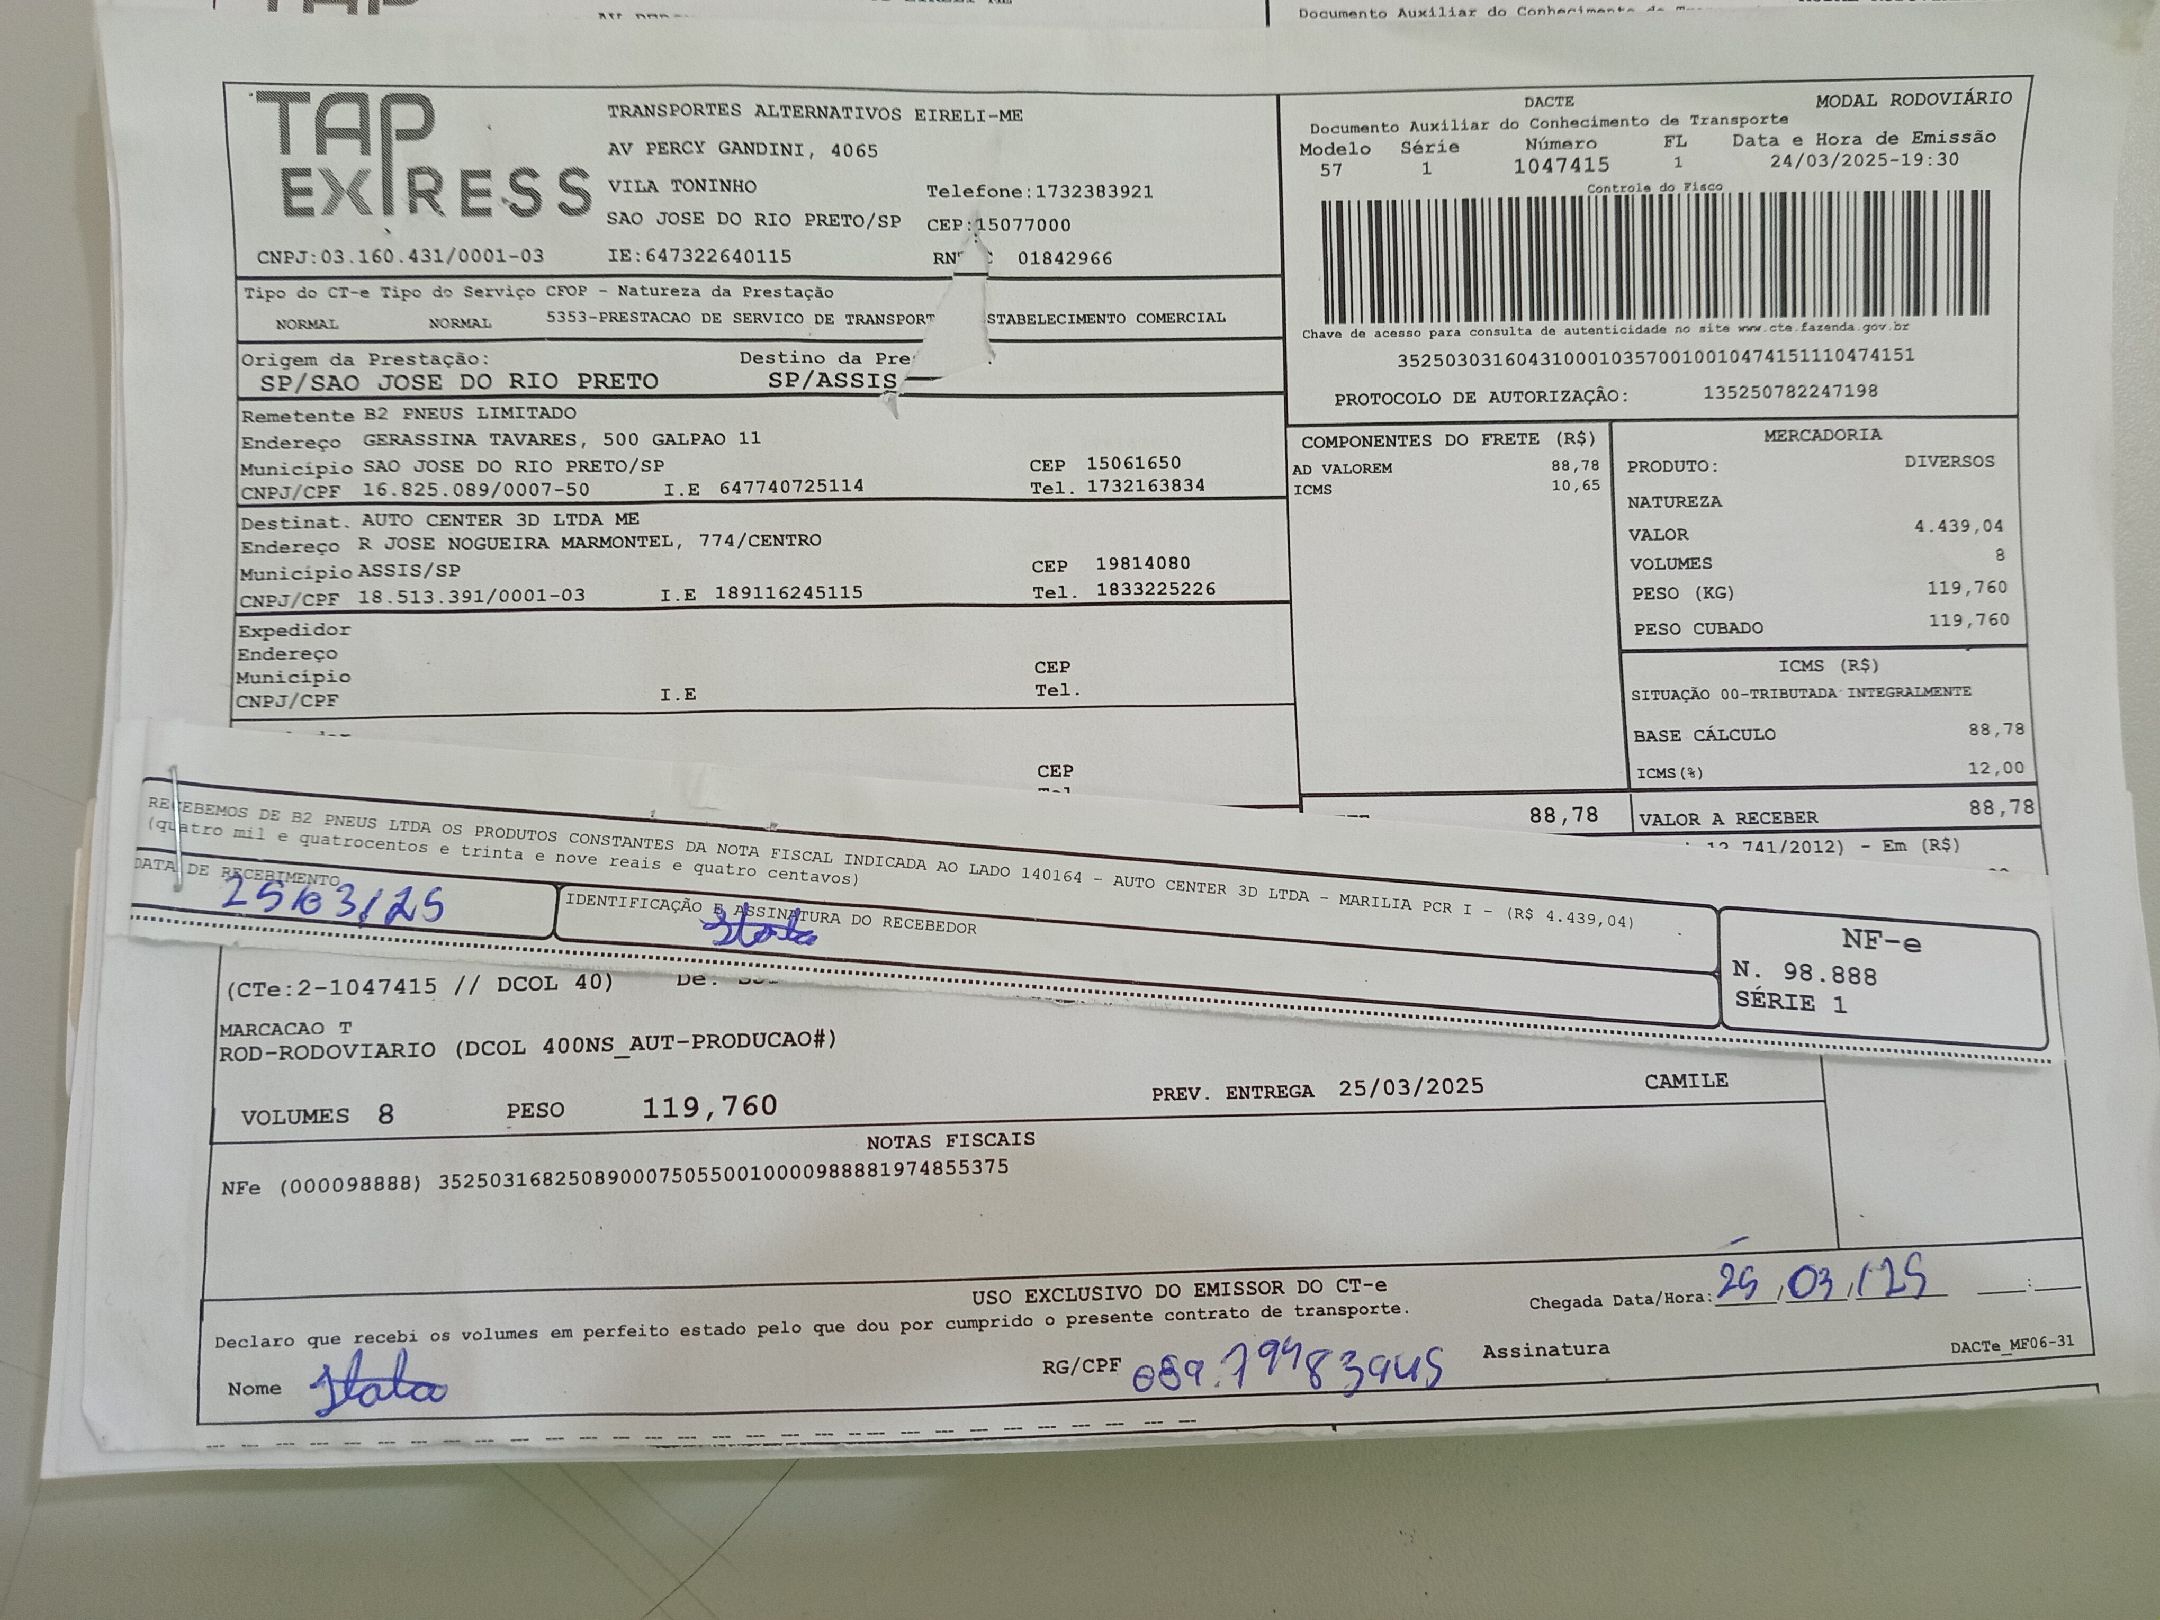 TAP EXPRESS
TRANSPORTES ALTERNATIVOS EIRELI-ME
AV PERCY GANDINI, 4065
VILA TONINHO
Telefone:1732383921
SAO JOSE DO RIO PRETO/SP
CEP:15077000
CNPJ:03.160.431/0001-03
IE:647322640115
01842966
DACTE
MODAL RODOVIÁRIO
Documento Auxiliar do Conhecimento de Transporte
Modelo Série Número FL Data e Hora de Emissão
57 1 1047415 1 24/03/2025-19:30
Controle do Fisco
Chave de acesso para consulta de autenticidade no site www.cte.fazenda.gov.br
35250303160431000103570010010474151110474151
PROTOCOLO DE AUTORIZAÇÃO: 135250782247198
Tipo do CT-e Tipo do Serviço CFOP - Natureza da Prestação
NORMAL NORMAL 5353-PRESTACAO DE SERVICO DE TRANSPORT STABELECIMENTO COMERCIAL
Origem da Prestação: Destino da Pre
SP/SAO JOSE DO RIO PRETO SP/ASSIS
Remetente B2 PNEUS LIMITADO
Endereço GERASSINA TAVARES, 500 GALPAO 11
Município SAO JOSE DO RIO PRETO/SP CEP 15061650
CNPJ/CPF 16.825.089/0007-50 I.E 647740725114 Tel. 1732163834
Destinat. AUTO CENTER 3D LTDA ME
Endereço R JOSE NOGUEIRA MARMONTEL, 774/CENTRO
Município ASSIS/SP CEP 19814080
CNPJ/CPF 18.513.391/0001-03 I.E 189116245115 Tel. 1833225226
Expedidor
Endereço
Município CEP
CNPJ/CPF I.E Tel.
CEP
COMPONENTES DO FRETE (R$)
AD VALOREM 88,78
ICMS 10,65
88,78
MERCADORIA
PRODUTO: DIVERSOS
NATUREZA
VALOR 4.439,04
VOLUMES 8
PESO (KG) 119,760
PESO CUBADO 119,760
ICMS (R$)
SITUAÇÃO 00-TRIBUTADA INTEGRALMENTE
BASE CÁLCULO 88,78
ICMS(%) 12,00
VALOR A RECEBER 88,78
12 741/2012) - Em (R$)
RECEBEMOS DE B2 PNEUS LTDA OS PRODUTOS CONSTANTES DA NOTA FISCAL INDICADA AO LADO 140164 - AUTO CENTER 3D LTDA - MARILIA PCR I - (R$ 4.439,04)
(quatro mil e quatrocentos e trinta e nove reais e quatro centavos)
DATA DE RECEBIMENTO
25/03/25
IDENTIFICAÇÃO E ASSINATURA DO RECEBEDOR
NF-e
N. 98.888
SÉRIE 1
(CTe:2-1047415 // DCOL 40) De:
MARCACAO T
ROD-RODOVIARIO (DCOL 400NS_AUT-PRODUCAO#)
VOLUMES 8 PESO 119,760 PREV. ENTREGA 25/03/2025 CAMILE
NOTAS FISCAIS
NFe (000098888) 35250316825089000750550010000988881974855375
USO EXCLUSIVO DO EMISSOR DO CT-e
Declaro que recebi os volumes em perfeito estado pelo que dou por cumprido o presente contrato de transporte.
Chegada Data/Hora: 25/03/25
Nome
RG/CPF
Assinatura
DACTe_MF06-31